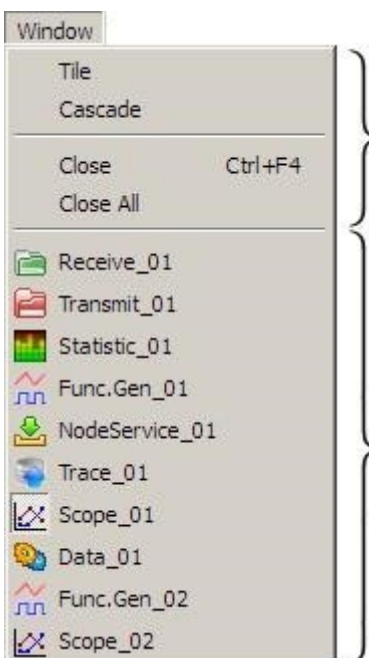 Window
Tile
Cascade
Close Ctrl+F4
Close All
Receive_01
Transmit_01
Statistic_01
Func.Gen_01
NodeService_01
Trace_01
Scope_01
Data_01
Func.Gen_02
Scope_02